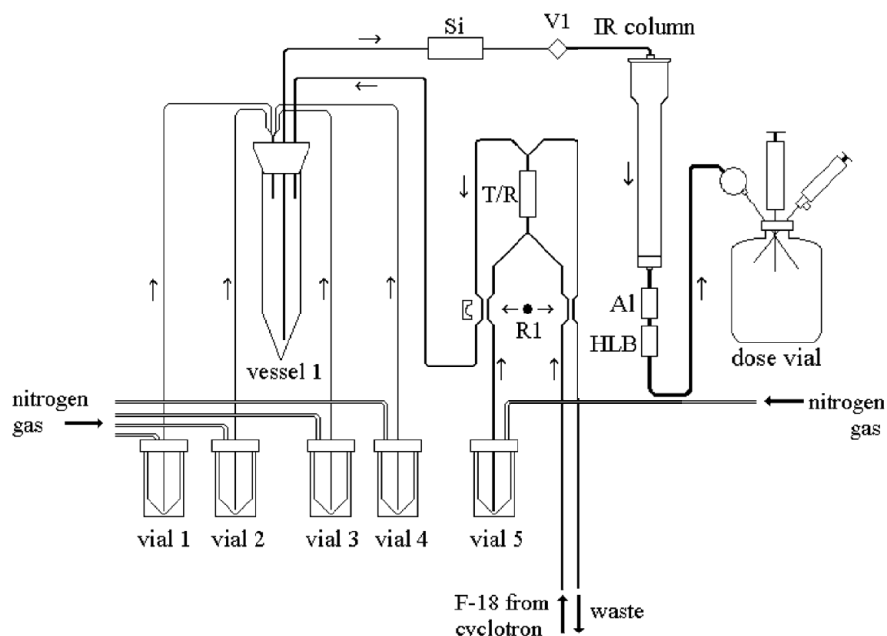 Si
V1
IR column
T/R
R1
Al
HLB
dose vial
vessel 1
nitrogen
gas
nitrogen
gas
vial 1
vial 2
vial 3
vial 4
vial 5
F-18 from
cyclotron
waste